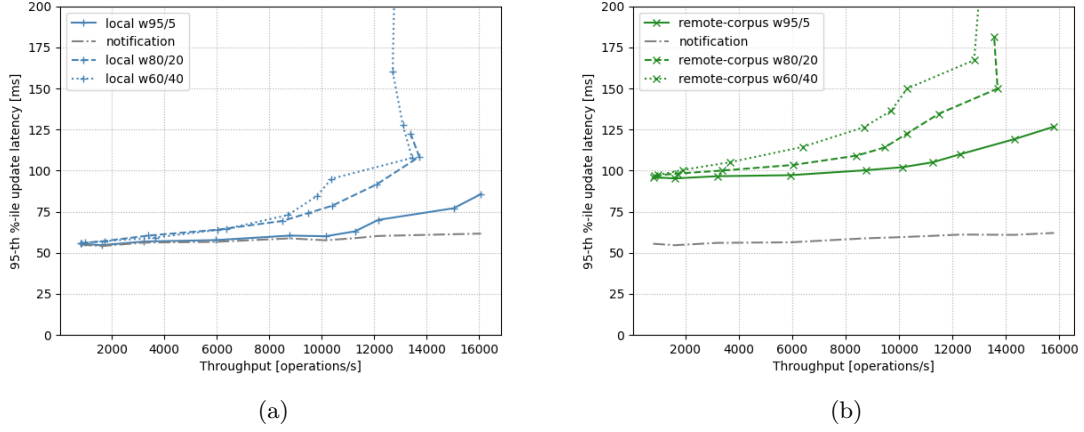 200
175
150
125
100
75
50
25
0
95-th %-ile update latency [ms]
local w95/5
notification
local w80/20
local w60/40
2000 4000 6000 8000 10000 12000 14000 16000
Throughput [operations/s]
(a)
200
175
150
125
100
75
50
25
0
95-th %-ile update latency [ms]
remote-corpus w95/5
notification
remote-corpus w80/20
remote-corpus w60/40
2000 4000 6000 8000 10000 12000 14000 16000
Throughput [operations/s]
(b)